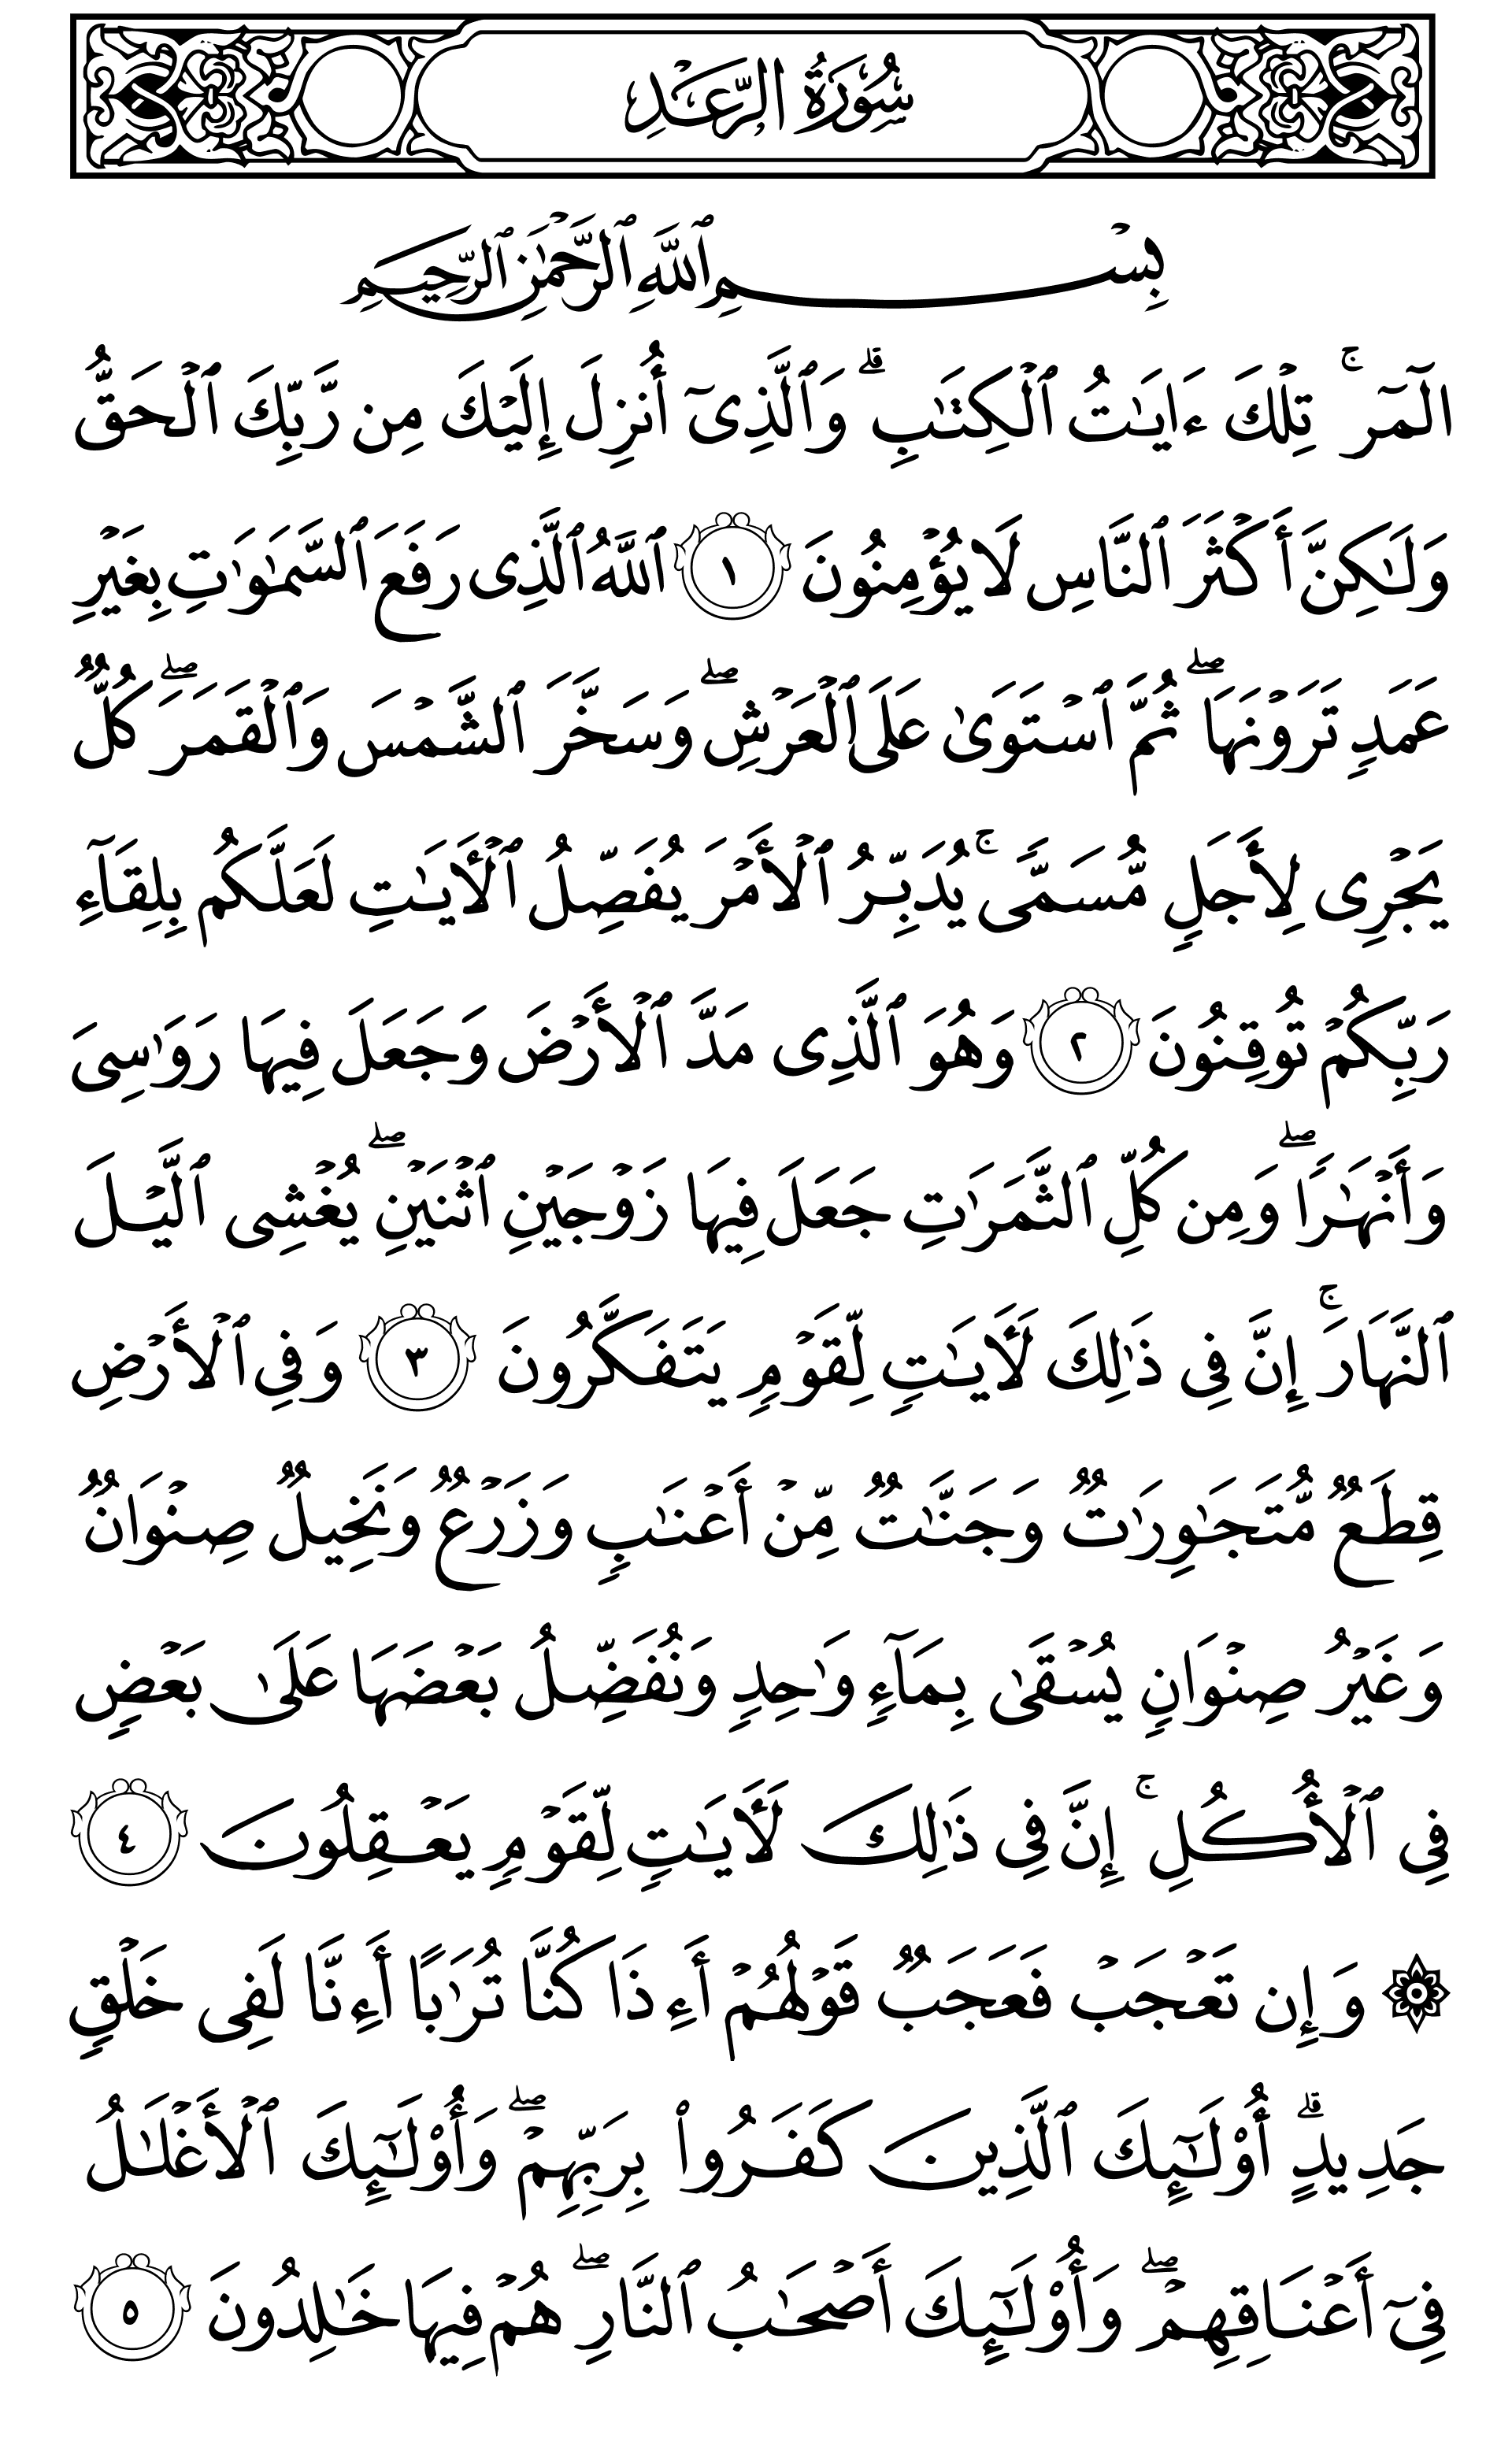 سُورَةُ الرَّعْدِ
بِسْمِ ٱللَّهِ ٱلرَّحْمَٰنِ ٱلرَّحِيمِ
الٓمٓر ۚ تِلْكَ ءَايَٰتُ ٱلْكِتَٰبِ ۗ وَٱلَّذِىٓ أُنزِلَ إِلَيْكَ مِن رَّبِّكَ ٱلْحَقُّ
وَلَٰكِنَّ أَكْثَرَ ٱلنَّاسِ لَا يُؤْمِنُونَ ١ ٱللَّهُ ٱلَّذِى رَفَعَ ٱلسَّمَٰوَٰتِ بِغَيْرِ
عَمَدٍ تَرَوْنَهَا ۖ ثُمَّ ٱسْتَوَىٰ عَلَى ٱلْعَرْشِ ۖ وَسَخَّرَ ٱلشَّمْسَ وَٱلْقَمَرَ ۖ كُلٌّ
يَجْرِى لِأَجَلٍ مُّسَمًّى ۚ يُدَبِّرُ ٱلْأَمْرَ يُفَصِّلُ ٱلْأَيَٰتِ لَعَلَّكُم بِلِقَآءِ
رَبِّكُمْ تُوقِنُونَ ٢ وَهُوَ ٱلَّذِى مَدَّ ٱلْأَرْضَ وَجَعَلَ فِيهَا رَوَٰسِىَ
وَأَنْهَٰرًا ۖ وَمِن كُلِّ ٱلثَّمَرَٰتِ جَعَلَ فِيهَا زَوْجَيْنِ ٱثْنَيْنِ ۖ يُغْشِى ٱلَّيْلَ
ٱلنَّهَارَ ۚ إِنَّ فِى ذَٰلِكَ لَأَيَٰتٍ لِّقَوْمٍ يَتَفَكَّرُونَ ٣ وَفِى ٱلْأَرْضِ
قِطَعٌ مُّتَجَٰوِرَٰتٌ وَجَنَّٰتٌ مِّنْ أَعْنَٰبٍ وَزَرْعٌ وَنَخِيلٌ صِنْوَانٌ
وَغَيْرُ صِنْوَانٍ يُسْقَىٰ بِمَآءٍ وَٰحِدٍ وَنُفَضِّلُ بَعْضَهَا عَلَىٰ بَعْضٍ
فِى ٱلْأُكُلِ ۚ إِنَّ فِى ذَٰلِكَ لَأَيَٰتٍ لِّقَوْمٍ يَعْقِلُونَ ٤
۞ وَإِن تَعْجَبْ فَعَجَبٌ قَوْلُهُمْ أَءِذَا كُنَّا تُرَٰبًا أَءِنَّا لَفِى خَلْقٍ
جَدِيدٍ ۗ أُو۟لَٰٓئِكَ ٱلَّذِينَ كَفَرُوا۟ بِرَبِّهِمْ ۖ وَأُو۟لَٰٓئِكَ ٱلْأَغْلَٰلُ
فِىٓ أَعْنَاقِهِمْ ۖ وَأُو۟لَٰٓئِكَ أَصْحَٰبُ ٱلنَّارِ ۖ هُمْ فِيهَا خَٰلِدُونَ ٥